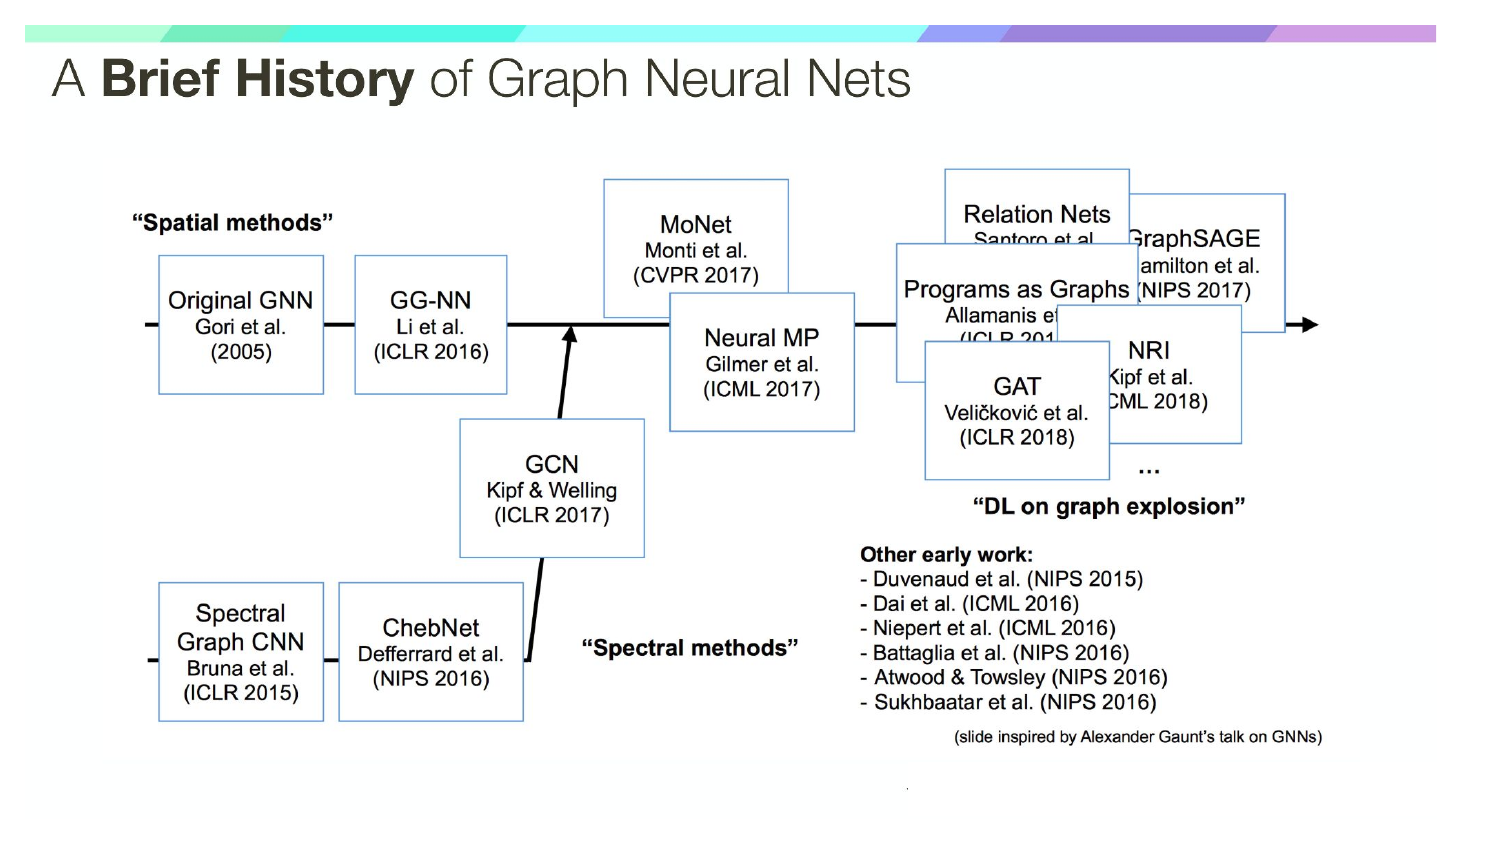 A Brief History of Graph Neural Nets
“Spatial methods”
Original GNN
Gori et al.
(2005)
GG-NN
Li et al.
(ICLR 2016)
MoNet
Monti et al.
(CVPR 2017)
Neural MP
Gilmer et al.
(ICML 2017)
Relation Nets
Santoro et al
GraphSAGE
amilton et al.
(NIPS 2017)
Programs as Graphs
Allamanis et
(ICLR 201
NRI
Kipf et al.
CML 2018)
GAT
Veličković et al.
(ICLR 2018)
...
“DL on graph explosion”
GCN
Kipf & Welling
(ICLR 2017)
Spectral
Graph CNN
Bruna et al.
(ICLR 2015)
ChebNet
Defferrard et al.
(NIPS 2016)
“Spectral methods”
Other early work:
- Duvenaud et al. (NIPS 2015)
- Dai et al. (ICML 2016)
- Niepert et al. (ICML 2016)
- Battaglia et al. (NIPS 2016)
- Atwood & Towsley (NIPS 2016)
- Sukhbaatar et al. (NIPS 2016)
(slide inspired by Alexander Gaunt’s talk on GNNs)